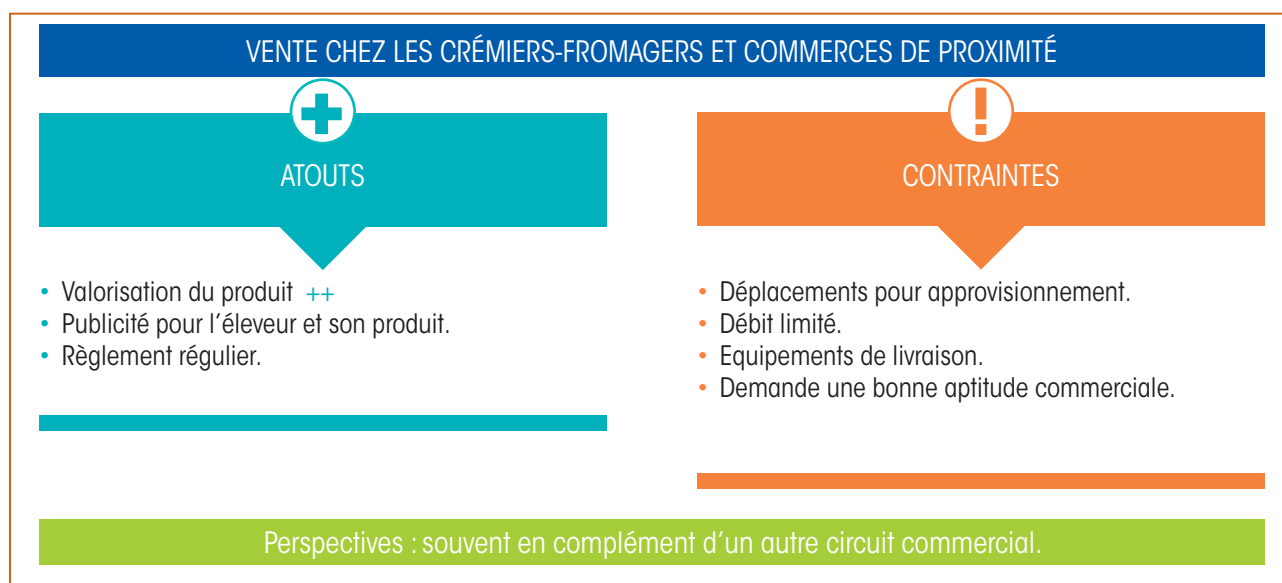 VENTE CHEZ LES CRÉMIERS-FROMAGERS ET COMMERCES DE PROXIMITÉ
ATOUTS
• Valorisation du produit ++
• Publicité pour l'éleveur et son produit.
• Règlement régulier.
CONTRAINTES
• Déplacements pour approvisionnement.
• Débit limité.
• Equipements de livraison.
• Demande une bonne aptitude commerciale.
Perspectives : souvent en complément d'un autre circuit commercial.